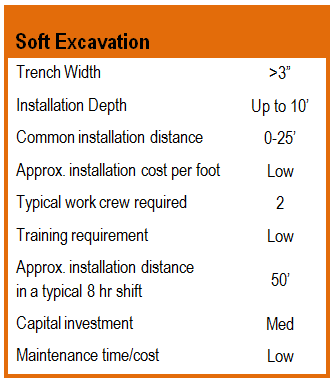 Soft Excavation
Trench Width >3”
Installation Depth Up to 10’
Common installation distance 0-25’
Approx. installation cost per foot Low
Typical work crew required 2
Training requirement Low
Approx. installation distance
in a typical 8 hr shift 50’
Capital investment Med
Maintenance time/cost Low